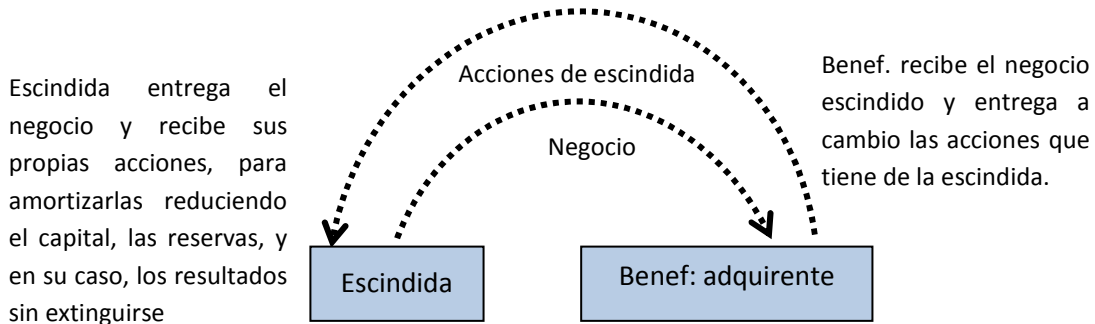 Escindida entrega el
negocio y recibe sus
propias acciones, para
amortizarlas reduciendo
el capital, las reservas, y
en su caso, los resultados
sin extinguirse
Acciones de escindida
Negocio
Benef. recibe el negocio
escindido y entrega a
cambio las acciones que
tiene de la escindida.
Escindida
Benef: adquirente